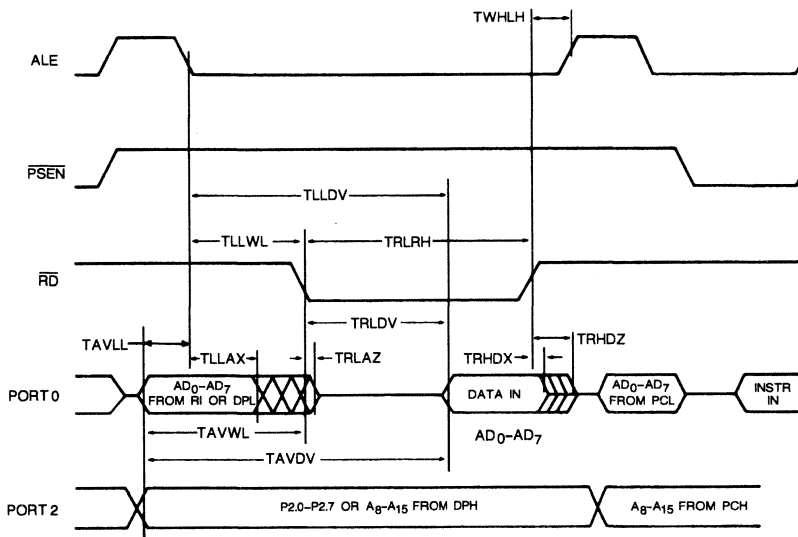 TWHLH
ALE
PSEN
TLLDV
TLLWL
TRLRH
RD
TAVLL
TRLDV
TLLAX
TRLAZ
TRHDX
TRHDZ
PORT 0
AD0–AD7
FROM RI OR DPL
DATA IN
AD0–AD7
FROM PCL
INSTR
IN
TAVWL
AD0–AD7
TAVDV
PORT 2
P2.0–P2.7 OR A8–A15 FROM DPH
A8–A15 FROM PCH